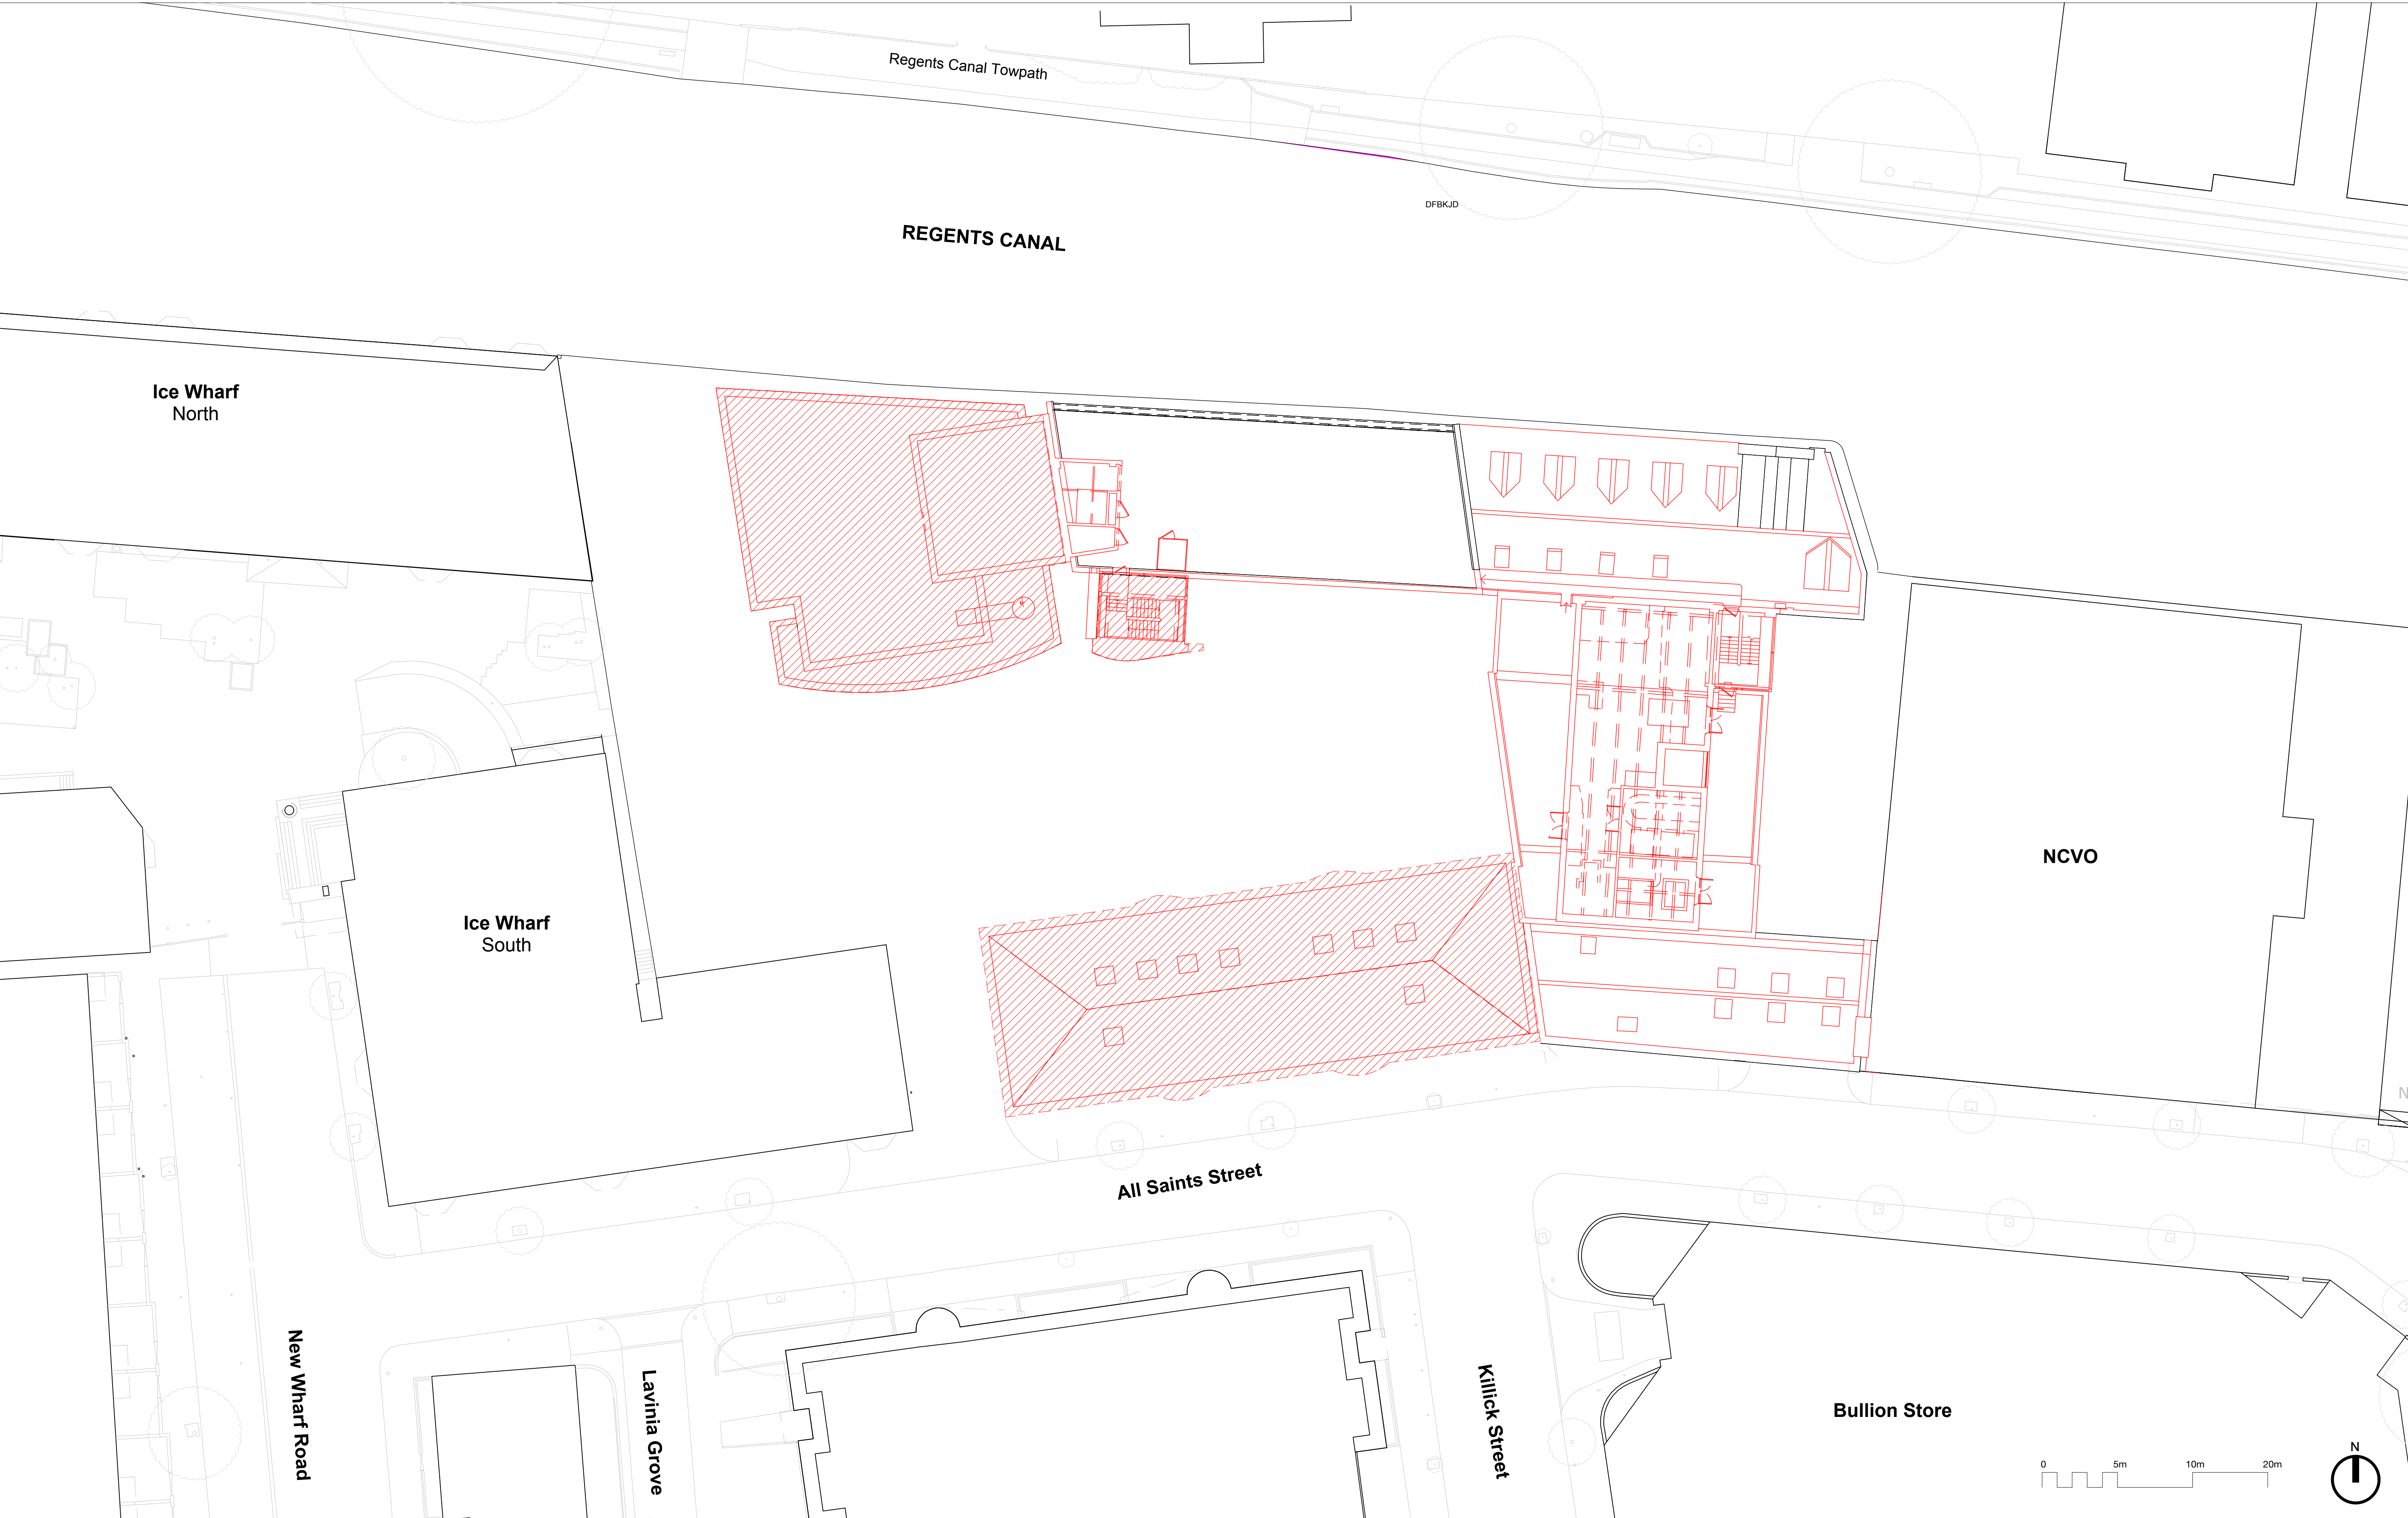 Regents Canal Towpath
DFBKJD
REGENTS CANAL
Ice Wharf
North
NCVO
Ice Wharf
South
N
All Saints Street
New Wharf Road
Lavinia Grove
Killick Street
Bullion Store
N
0 5m 10m 20m